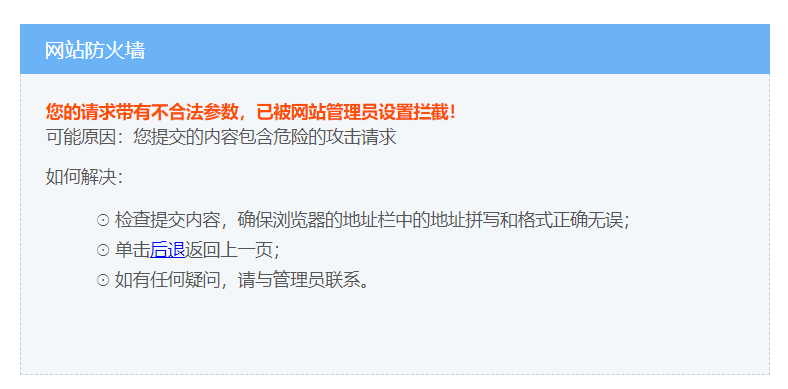 网站防火墙
您的请求带有不合法参数，已被网站管理员设置拦截！
可能原因：您提交的内容包含危险的攻击请求
如何解决：
⊙ 检查提交内容，确保浏览器的地址栏中的地址拼写和格式正确无误；
⊙ 单击后退返回上一页；
⊙ 如有任何疑问，请与管理员联系。